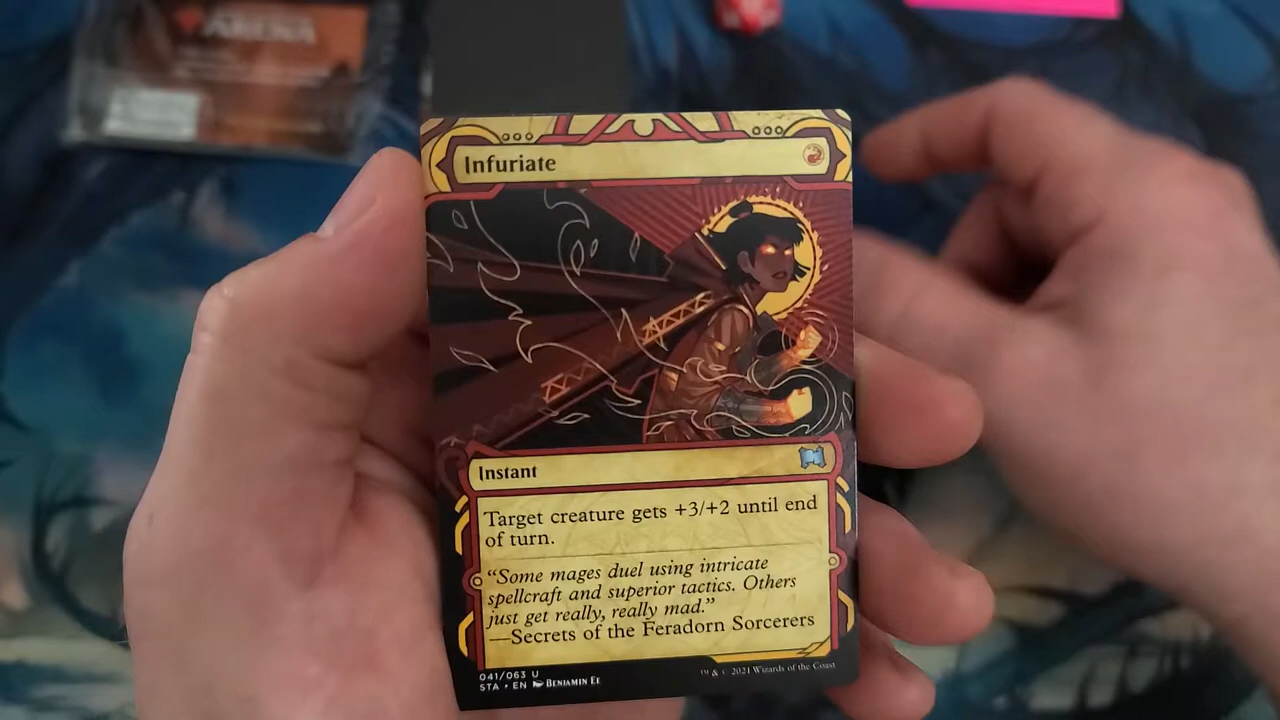 ARENA
Infuriate
Instant
Target creature gets +3/+2 until end
of turn.
“Some mages duel using intricate
spellcraft and superior tactics. Others
just get really, really mad.”
—Secrets of the Feradorn Sorcerers
041/063 U
STA • EN Benjamin Ee
™ & © 2021 Wizards of the Coast